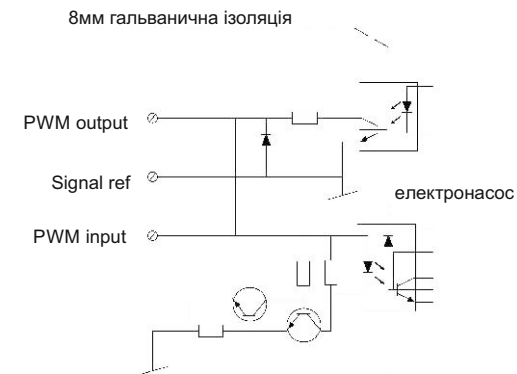 8мм гальванична ізоляція
PWM output
Signal ref
електронасос
PWM input